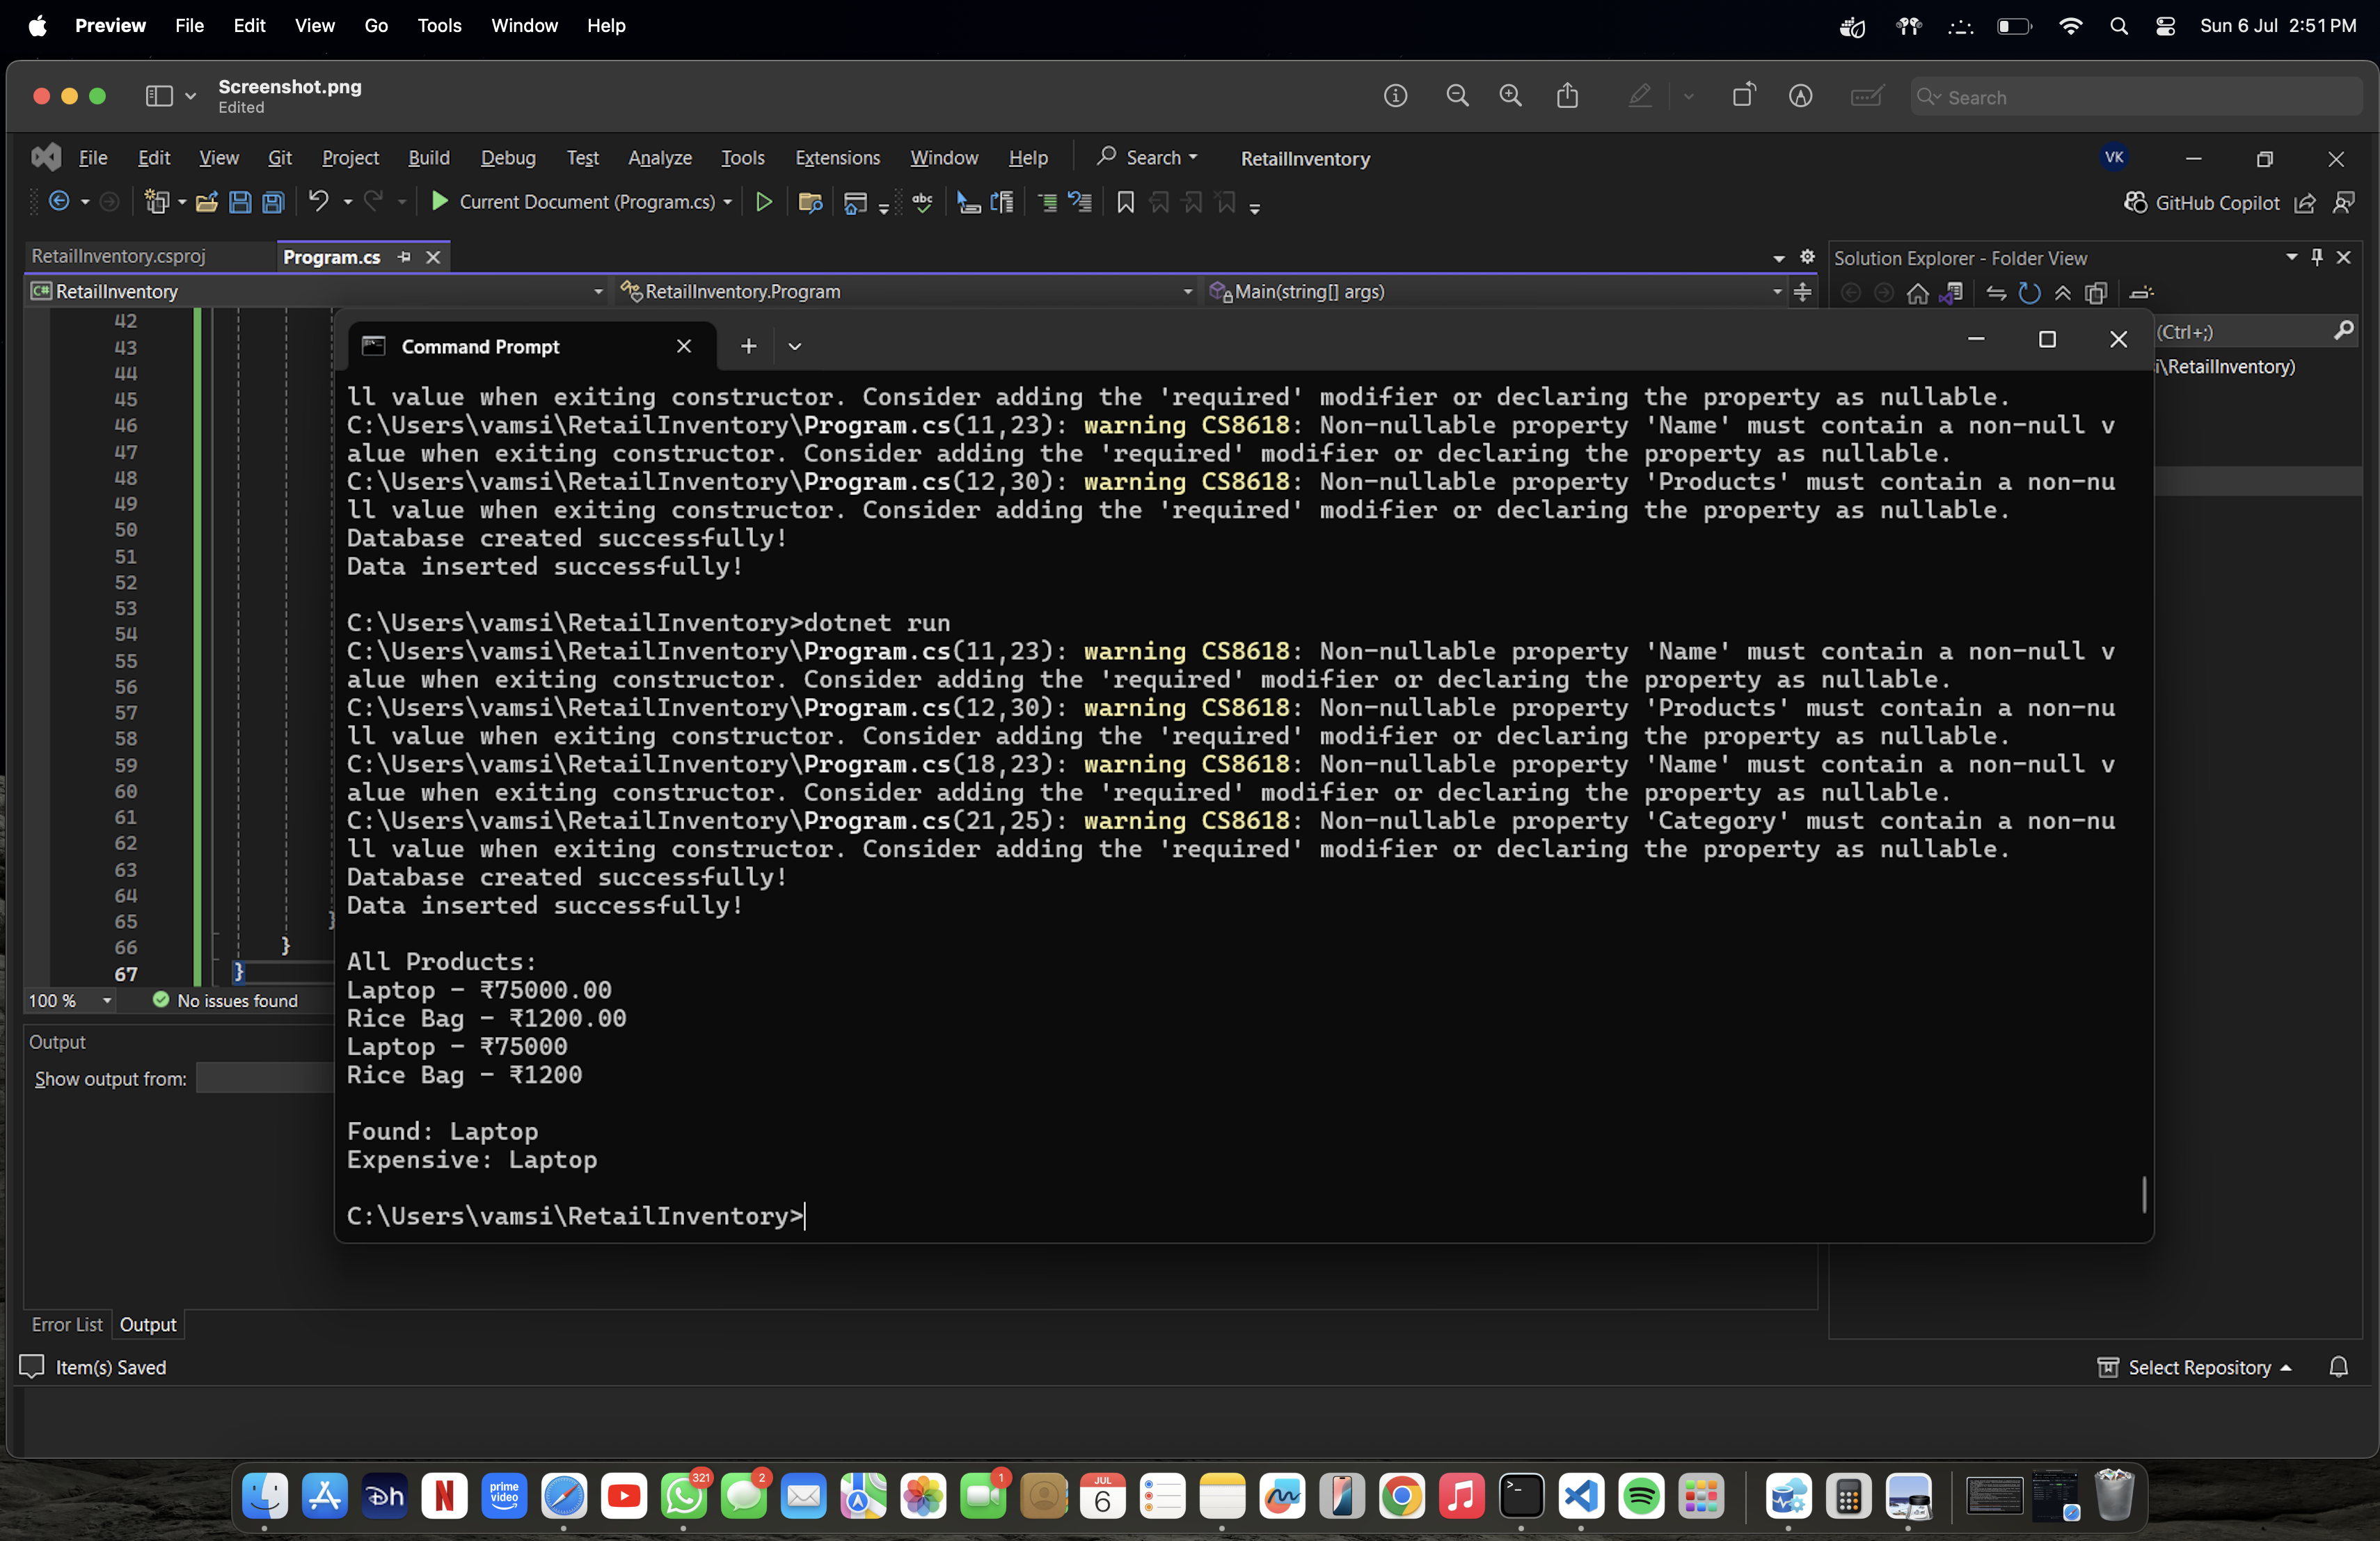 Preview File Edit View Go Tools Window Help Sun 6 Jul 2:51 PM
Screenshot.png
Edited
Search
File Edit View Git Project Build Debug Test Analyze Tools Extensions Window Help Search RetailInventory VK
Current Document (Program.cs) abc GitHub Copilot
RetailInventory.csproj Program.cs Solution Explorer - Folder View
C# RetailInventory RetailInventory.Program Main(string[] args)
(Ctrl+;)
i\RetailInventory)
42
43
44
45
46
47
48
49
50
51
52
53
54
55
56
57
58
59
60
61
62
63
64
65 }
66 }
67 }
Command Prompt
ll value when exiting constructor. Consider adding the 'required' modifier or declaring the property as nullable.
C:\Users\vamsi\RetailInventory\Program.cs(11,23): warning CS8618: Non-nullable property 'Name' must contain a non-null v
alue when exiting constructor. Consider adding the 'required' modifier or declaring the property as nullable.
C:\Users\vamsi\RetailInventory\Program.cs(12,30): warning CS8618: Non-nullable property 'Products' must contain a non-nu
ll value when exiting constructor. Consider adding the 'required' modifier or declaring the property as nullable.
Database created successfully!
Data inserted successfully!
C:\Users\vamsi\RetailInventory>dotnet run
C:\Users\vamsi\RetailInventory\Program.cs(11,23): warning CS8618: Non-nullable property 'Name' must contain a non-null v
alue when exiting constructor. Consider adding the 'required' modifier or declaring the property as nullable.
C:\Users\vamsi\RetailInventory\Program.cs(12,30): warning CS8618: Non-nullable property 'Products' must contain a non-nu
ll value when exiting constructor. Consider adding the 'required' modifier or declaring the property as nullable.
C:\Users\vamsi\RetailInventory\Program.cs(18,23): warning CS8618: Non-nullable property 'Name' must contain a non-null v
alue when exiting constructor. Consider adding the 'required' modifier or declaring the property as nullable.
C:\Users\vamsi\RetailInventory\Program.cs(21,25): warning CS8618: Non-nullable property 'Category' must contain a non-nu
ll value when exiting constructor. Consider adding the 'required' modifier or declaring the property as nullable.
Database created successfully!
Data inserted successfully!
All Products:
Laptop - ₹75000.00
Rice Bag - ₹1200.00
Laptop - ₹75000
Rice Bag - ₹1200
Found: Laptop
Expensive: Laptop
C:\Users\vamsi\RetailInventory>
100 % No issues found
Output
Show output from:
Error List Output
Item(s) Saved Select Repository
321 2 1
prime video
JUL
6